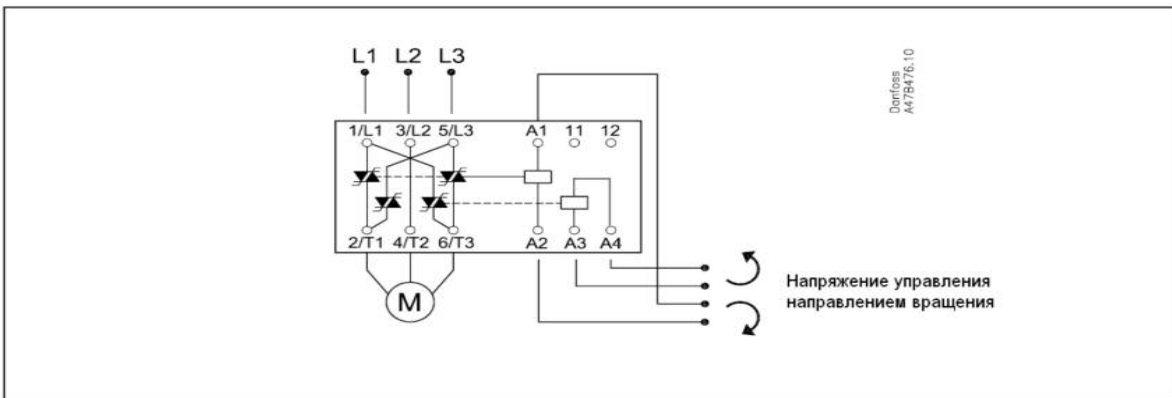 L1 L2 L3
Danfoss
A478476.10
1/L1 3/L2 5/L3 A1 11 12
2/T1 4/T2 6/T3 A2 A3 A4
M
Напряжение управления
направлением вращения